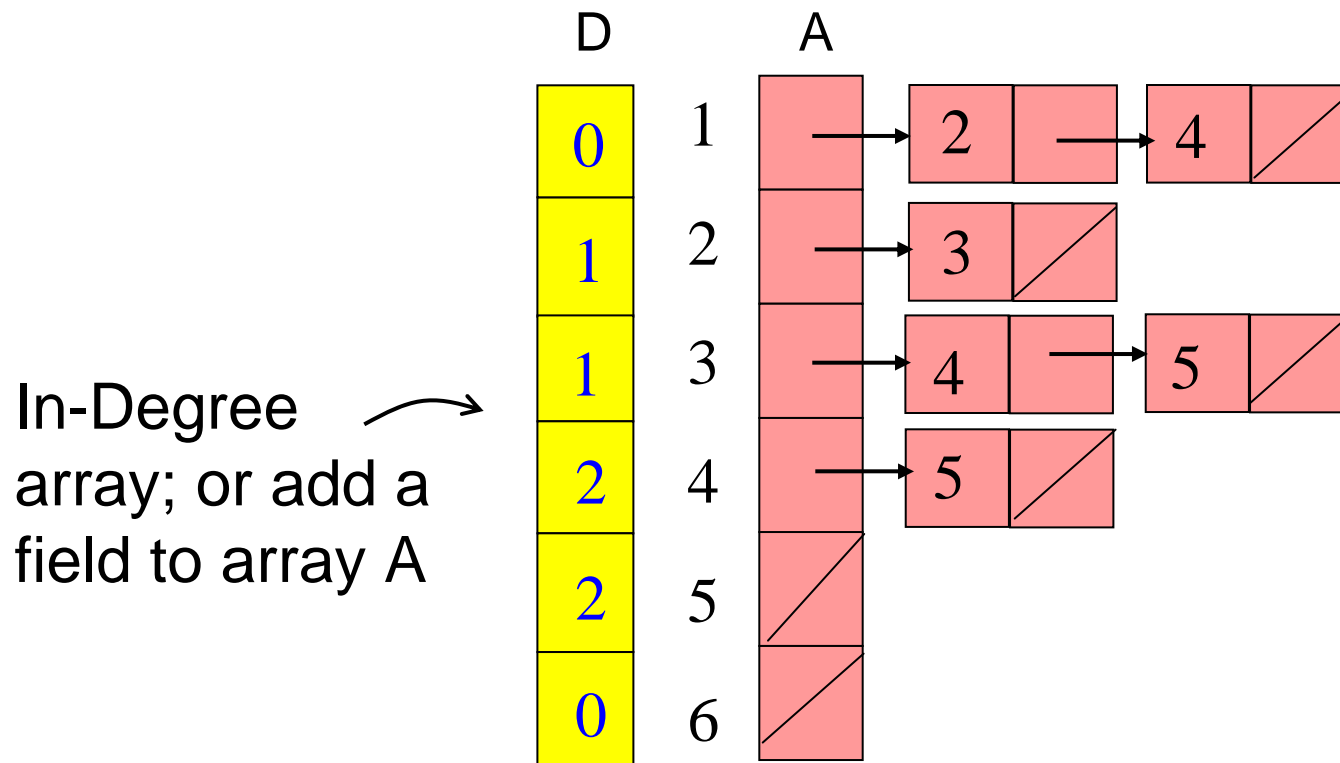 D A
0 1 2 4
1 2 3
1 3 4 5
In-Degree
array; or add a
field to array A
2 4 5
2 5
0 6